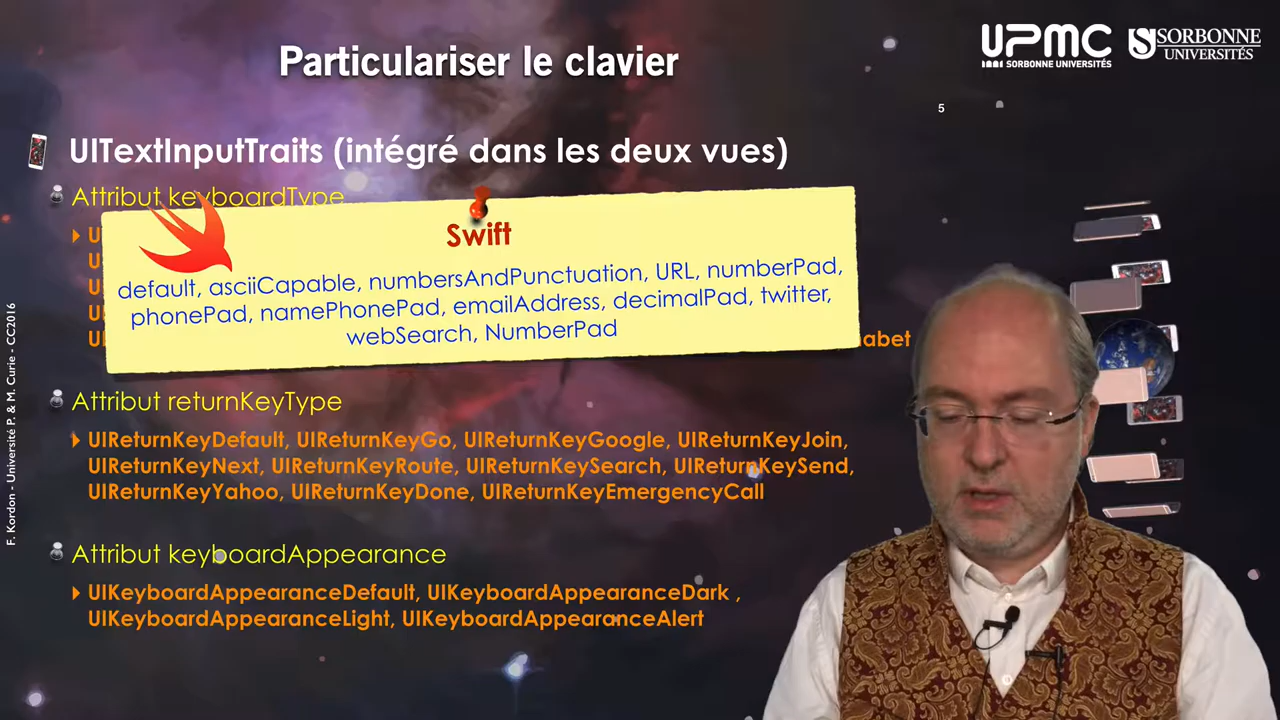 Particulariser le clavier
UPMC
SORBONNE UNIVERSITÉS
SORBONNE
UNIVERSITÉS
5
UITextInputTraits (intégré dans les deux vues)
Attribut keyboardType
Swift
default, asciiCapable, numbersAndPunctuation, URL, numberPad,
phonePad, namePhonePad, emailAddress, decimalPad, twitter,
webSearch, NumberPad
abet
Attribut returnKeyType
UIReturnKeyDefault, UIReturnKeyGo, UIReturnKeyGoogle, UIReturnKeyJoin,
UIReturnKeyNext, UIReturnKeyRoute, UIReturnKeySearch, UIReturnKeySend,
UIReturnKeyYahoo, UIReturnKeyDone, UIReturnKeyEmergencyCall
Attribut keyboardAppearance
UIKeyboardAppearanceDefault, UIKeyboardAppearanceDark ,
UIKeyboardAppearanceLight, UIKeyboardAppearanceAlert
F. Kordon - Université P. & M. Curie - CC2016